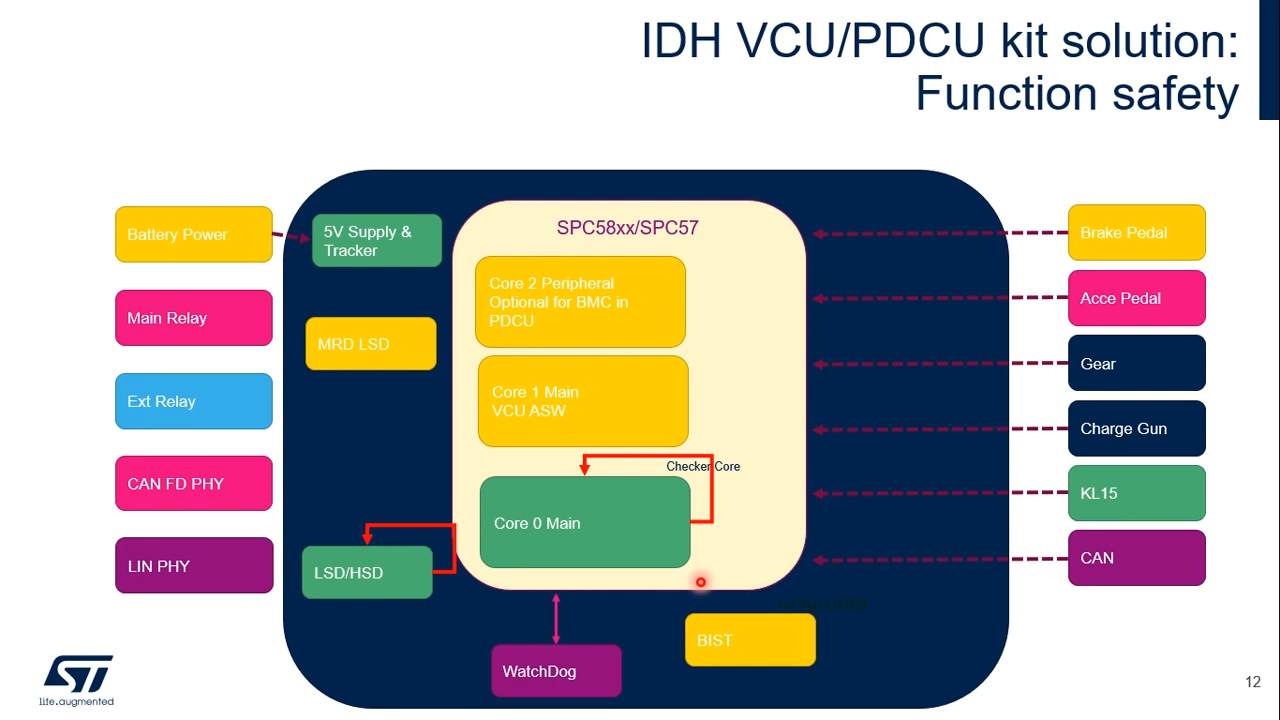 IDH VCU/PDCU kit solution:
Function safety
Battery Power
Main Relay
Ext Relay
CAN FD PHY
LIN PHY
5V Supply &
Tracker
MRD LSD
LSD/HSD
SPC58xx/SPC57
Core 2 Peripheral
Optional for BMC in
PDCU
Core 1 Main
VCU ASW
Checker Core
Core 0 Main
WatchDog
BIST
Brake Pedal
Acce Pedal
Gear
Charge Gun
KL15
CAN
ST
life.augmented
12